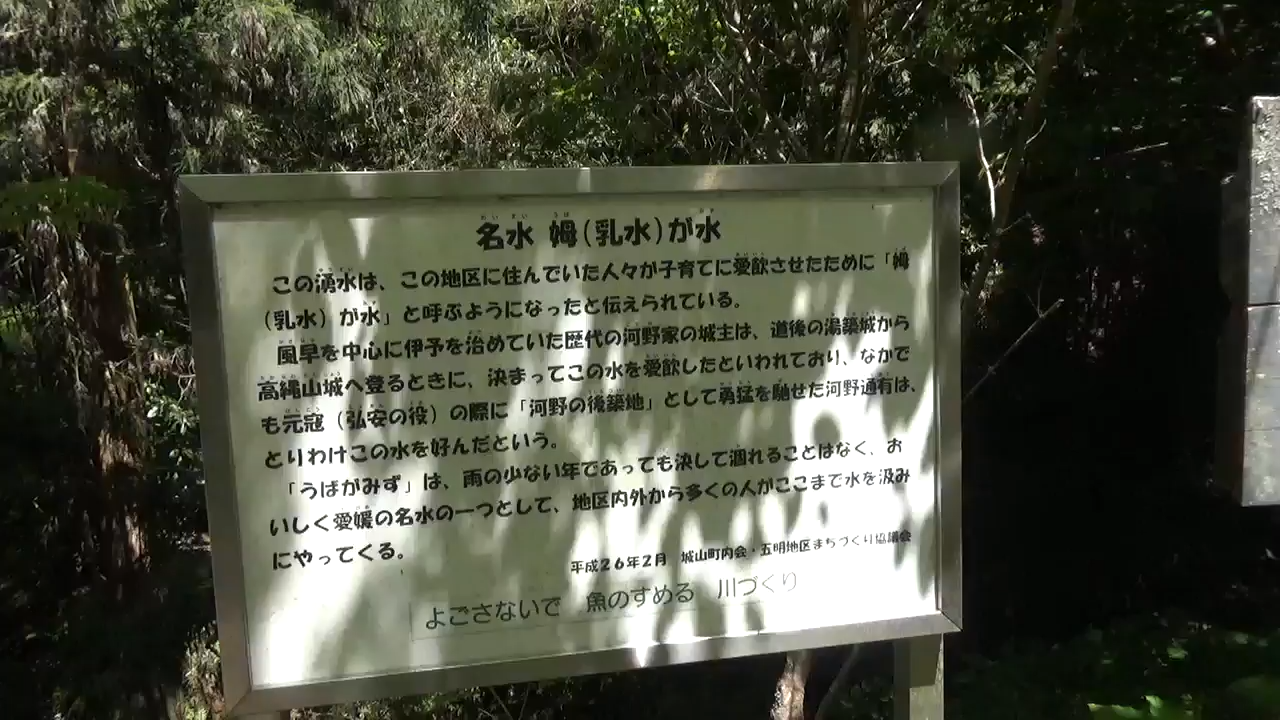 名水 姆(乳水)が水
この湧水は、この地区に住んでいた人々が子育てに愛飲させたために「姆
(乳水)が水」と呼ぶようになったと伝えられている。
風早を中心に伊予を治めていた歴代の河野家の城主は、道後の湯築城から
高縄山城へ登るときに、決まってこの水を愛飲したといわれており、なかで
も元寇(弘安の役)の際に「河野の後築地」として勇猛を馳せた河野通有は、
とりわけこの水を好んだという。
「うばがみず」は、雨の少ない年であっても決して涸れることはなく、お
いしく愛媛の名水の一つとして、地区内外から多くの人がここまで水を汲み
にやってくる。
平成26年2月 城山町内会・五明地区まちづくり協議会
よごさないで 魚のすめる 川づくり